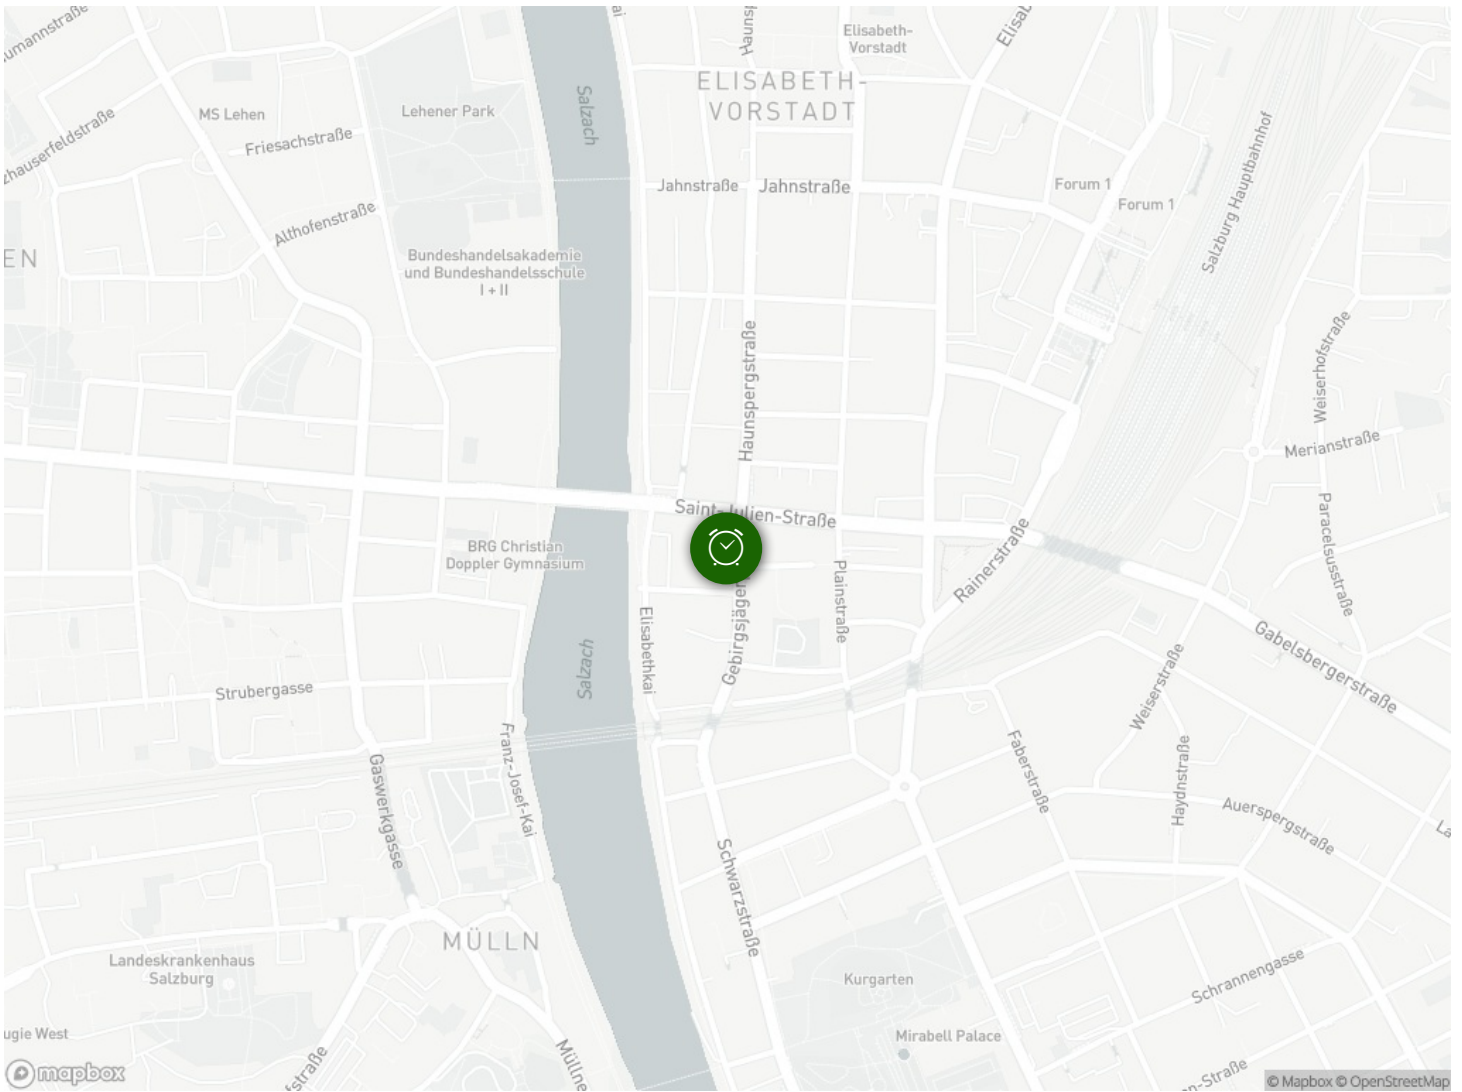 Elisabeth-
Vorstadt
ELISABETH-
VORSTADT
MS Lehen
Lehener Park
Salzach
Friesachstraße
Althofenstraße
Jahnstraße
Jahnstraße
Forum 1
Forum 1
Salzburg Hauptbahnhof
Bundeshandelsakademie
und Bundeshandelsschule
I + II
Haunspergstraße
Weiserhofstraße
Merianstraße
Saint-Julien-Straße
BRG Christian
Doppler Gymnasium
Plainstraße
Rainerstraße
Paracelsusstraße
Elisabethkai
Salzach
Strubergasse
Gabelsbergerstraße
Weiserstraße
Franz-Josef-Kai
Faberstraße
Haydnstraße
Gaswerkgasse
Auerspergstraße
Schwarzstraße
MÜLLN
Landeskrankenhaus
Salzburg
Kurgarten
Schrannengasse
Mirabell Palace
mapbox
© Mapbox © OpenStreetMap